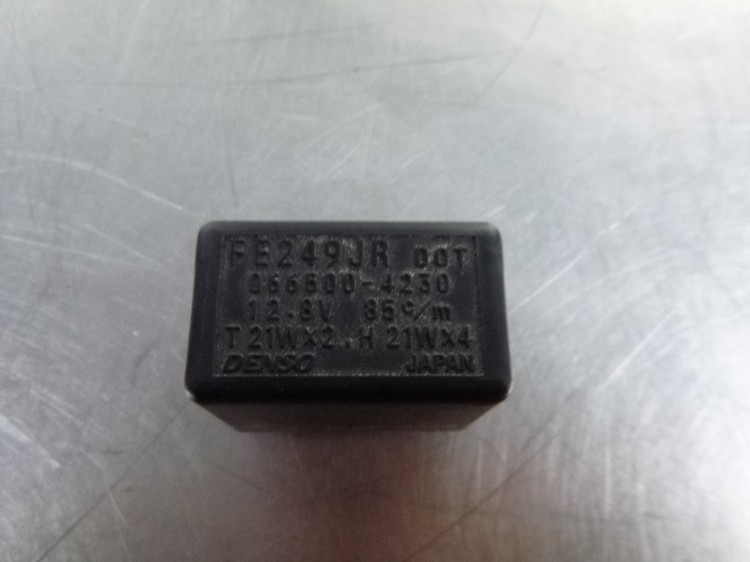 FE249JR DOT
066500-4230
12.8V 85c/m
T 21W×2.H 21W×4
DENSO JAPAN